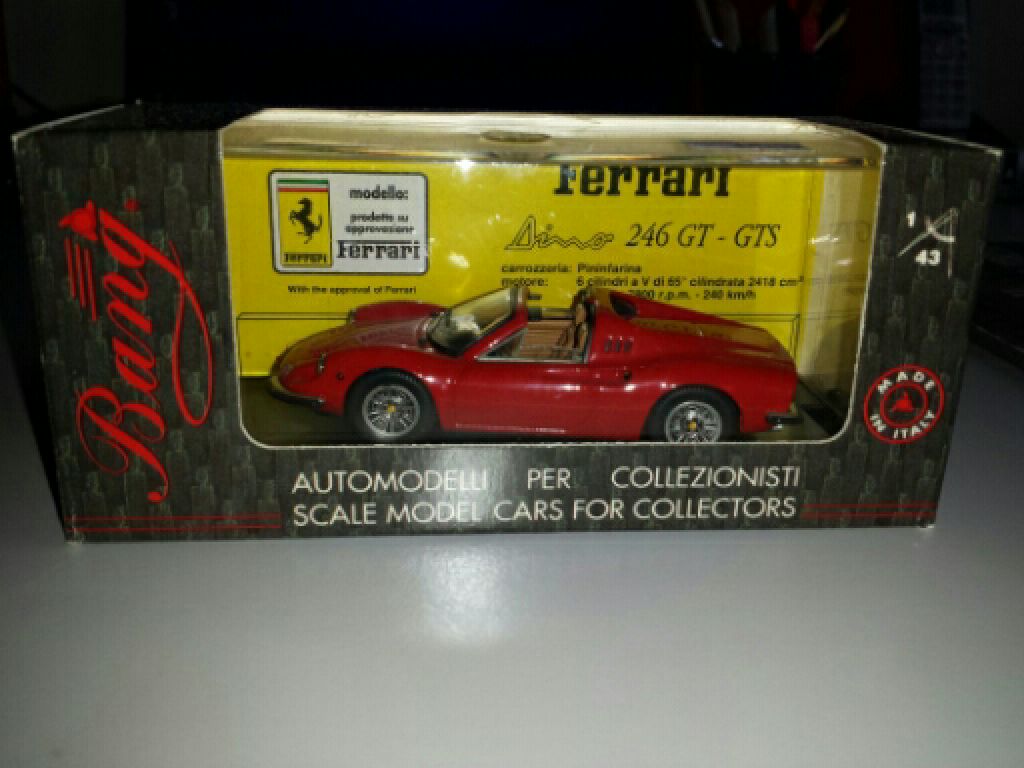 Bang.
modello:
prodotto su
approvazione
Ferrari
Ferrari
With the approval of Ferrari
Ferrari
Dino 246 GT - GTS
carrozzeria: Pininfarina
motore: 6 cilindri a V di 65° cilindrata 2418 cm³
r.p.m. - 240 km/h
1/43
MADE
IN ITALY
AUTOMODELLI PER COLLEZIONISTI
SCALE MODEL CARS FOR COLLECTORS